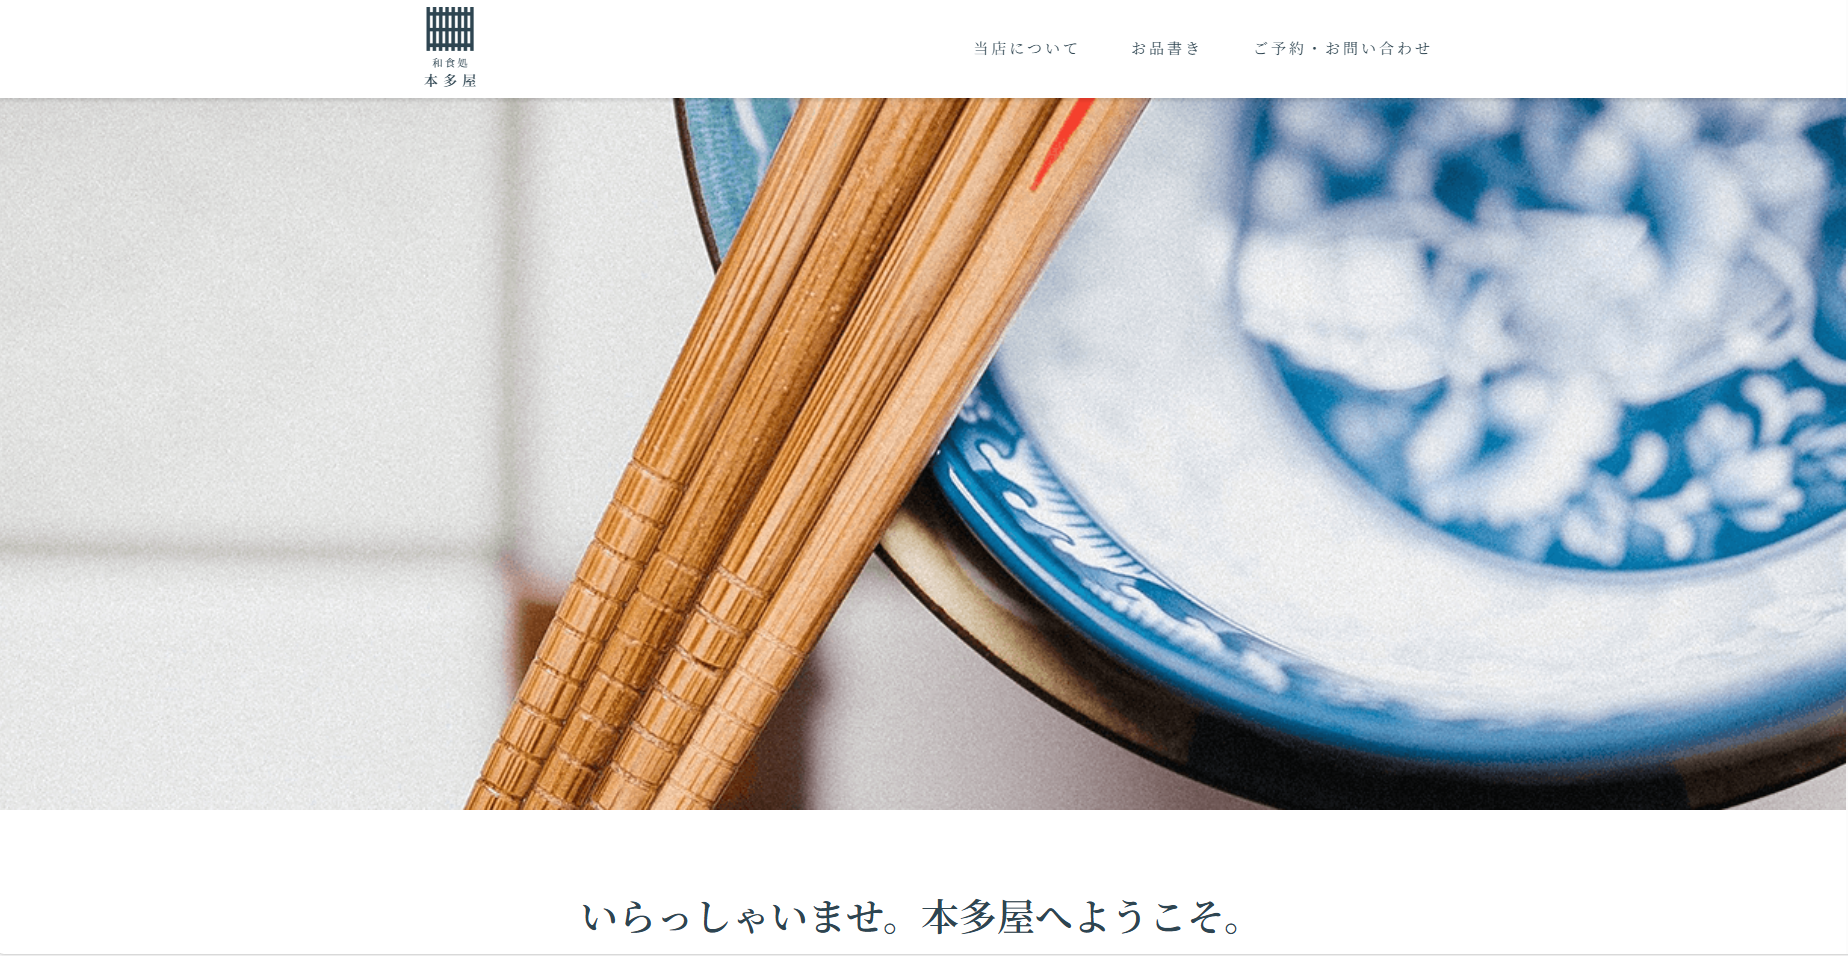 和食処
本多屋
当店について
お品書き
ご予約・お問い合わせ
いらっしゃいませ。本多屋へようこそ。